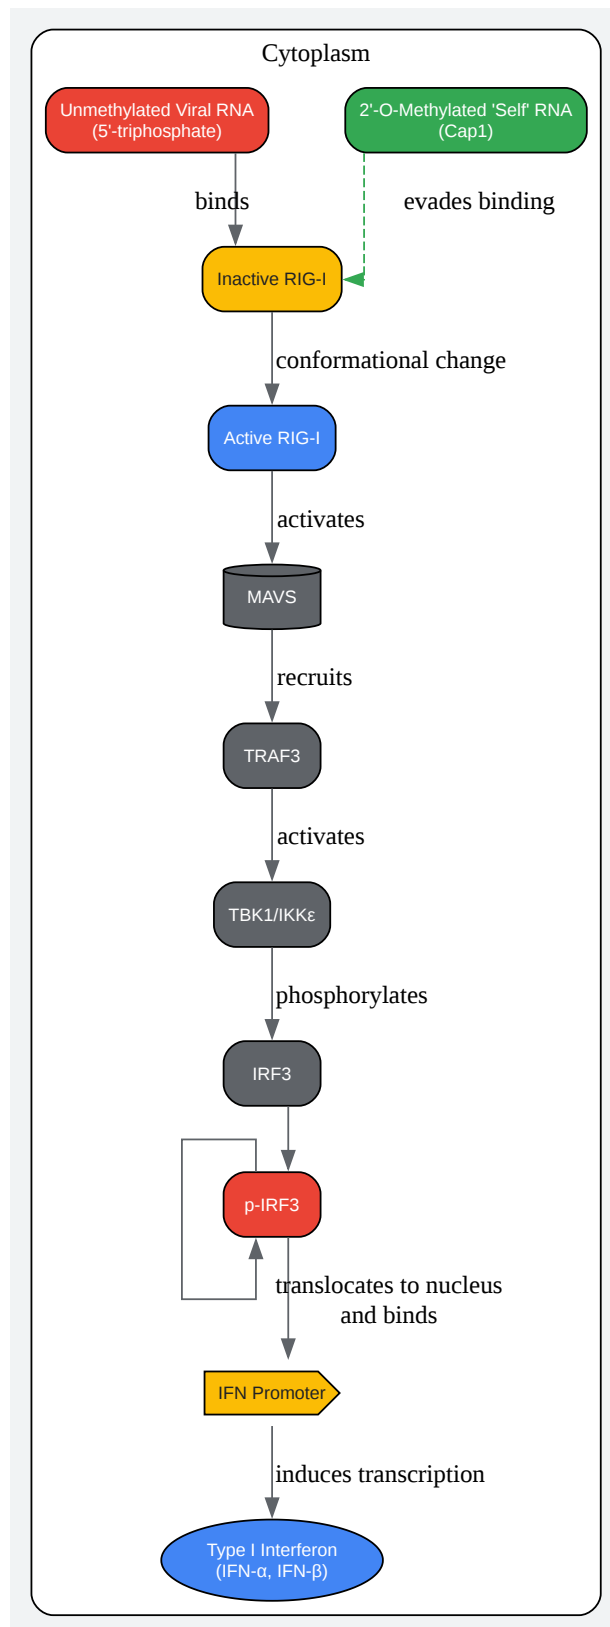 Cytoplasm
Unmethylated Viral RNA
(5'-triphosphate)
2'-O-Methylated 'Self' RNA
(Cap1)
binds
evades binding
Inactive RIG-I
conformational change
Active RIG-I
activates
MAVS
recruits
TRAF3
activates
TBK1/IKKε
phosphorylates
IRF3
p-IRF3
translocates to nucleus
and binds
IFN Promoter
induces transcription
Type I Interferon
(IFN-α, IFN-β)